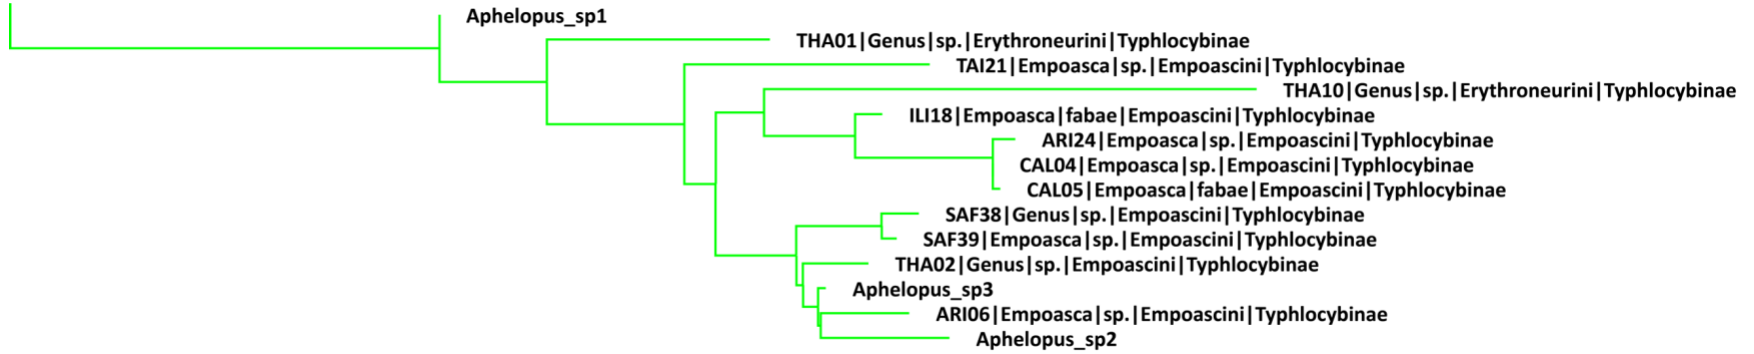 Aphelopus_sp1
THA01|Genus|sp.|Erythroneurini|Typhlocybinae
TAI21|Empoasca|sp.|Empoascini|Typhlocybinae
THA10|Genus|sp.|Erythroneurini|Typhlocybinae
ILI18|Empoasca|fabae|Empoascini|Typhlocybinae
ARI24|Empoasca|sp.|Empoascini|Typhlocybinae
CAL04|Empoasca|sp.|Empoascini|Typhlocybinae
CAL05|Empoasca|fabae|Empoascini|Typhlocybinae
SAF38|Genus|sp.|Empoascini|Typhlocybinae
SAF39|Empoasca|sp.|Empoascini|Typhlocybinae
THA02|Genus|sp.|Empoascini|Typhlocybinae
Aphelopus_sp3
ARI06|Empoasca|sp.|Empoascini|Typhlocybinae
Aphelopus_sp2